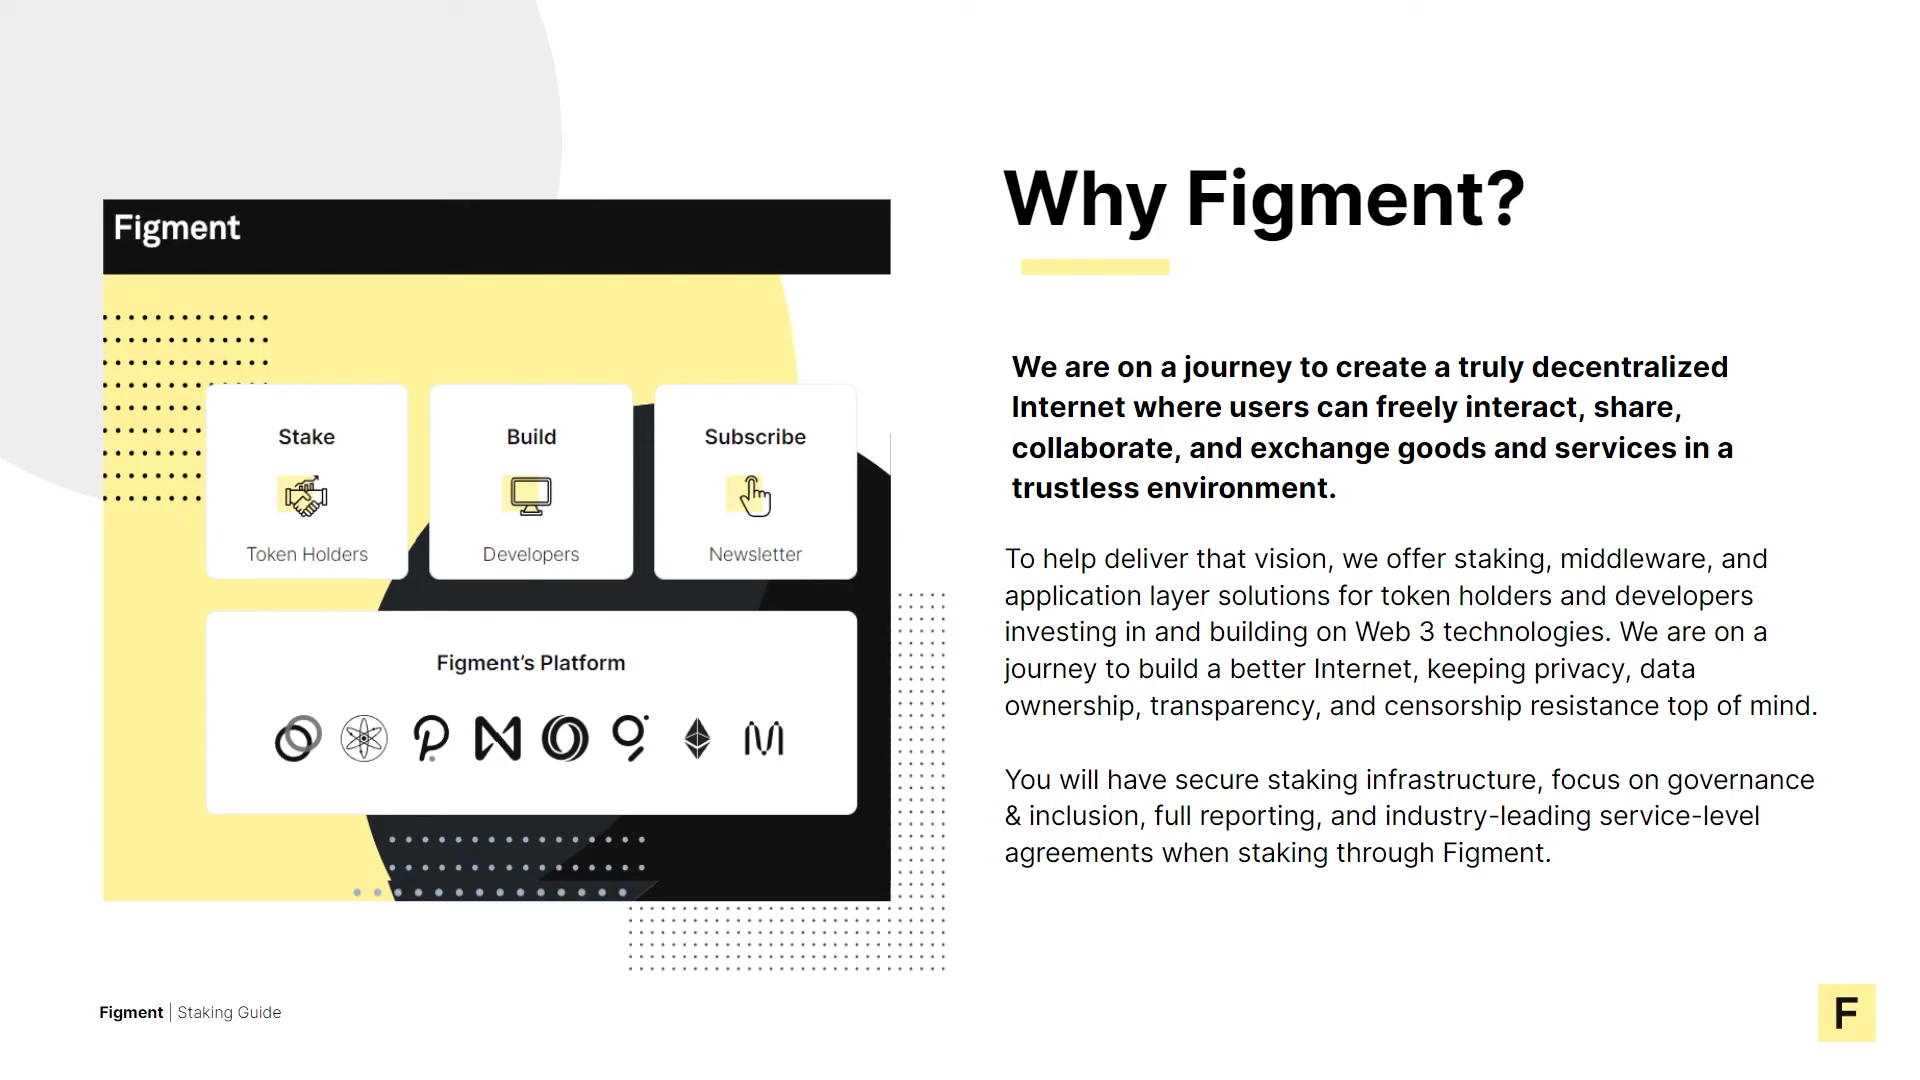 Figment
Stake
Build
Subscribe
Token Holders
Developers
Newsletter
Figment’s Platform
Why Figment?
We are on a journey to create a truly decentralized
Internet where users can freely interact, share,
collaborate, and exchange goods and services in a
trustless environment.
To help deliver that vision, we offer staking, middleware, and
application layer solutions for token holders and developers
investing in and building on Web 3 technologies. We are on a
journey to build a better Internet, keeping privacy, data
ownership, transparency, and censorship resistance top of mind.
You will have secure staking infrastructure, focus on governance
& inclusion, full reporting, and industry-leading service-level
agreements when staking through Figment.
Figment | Staking Guide
F